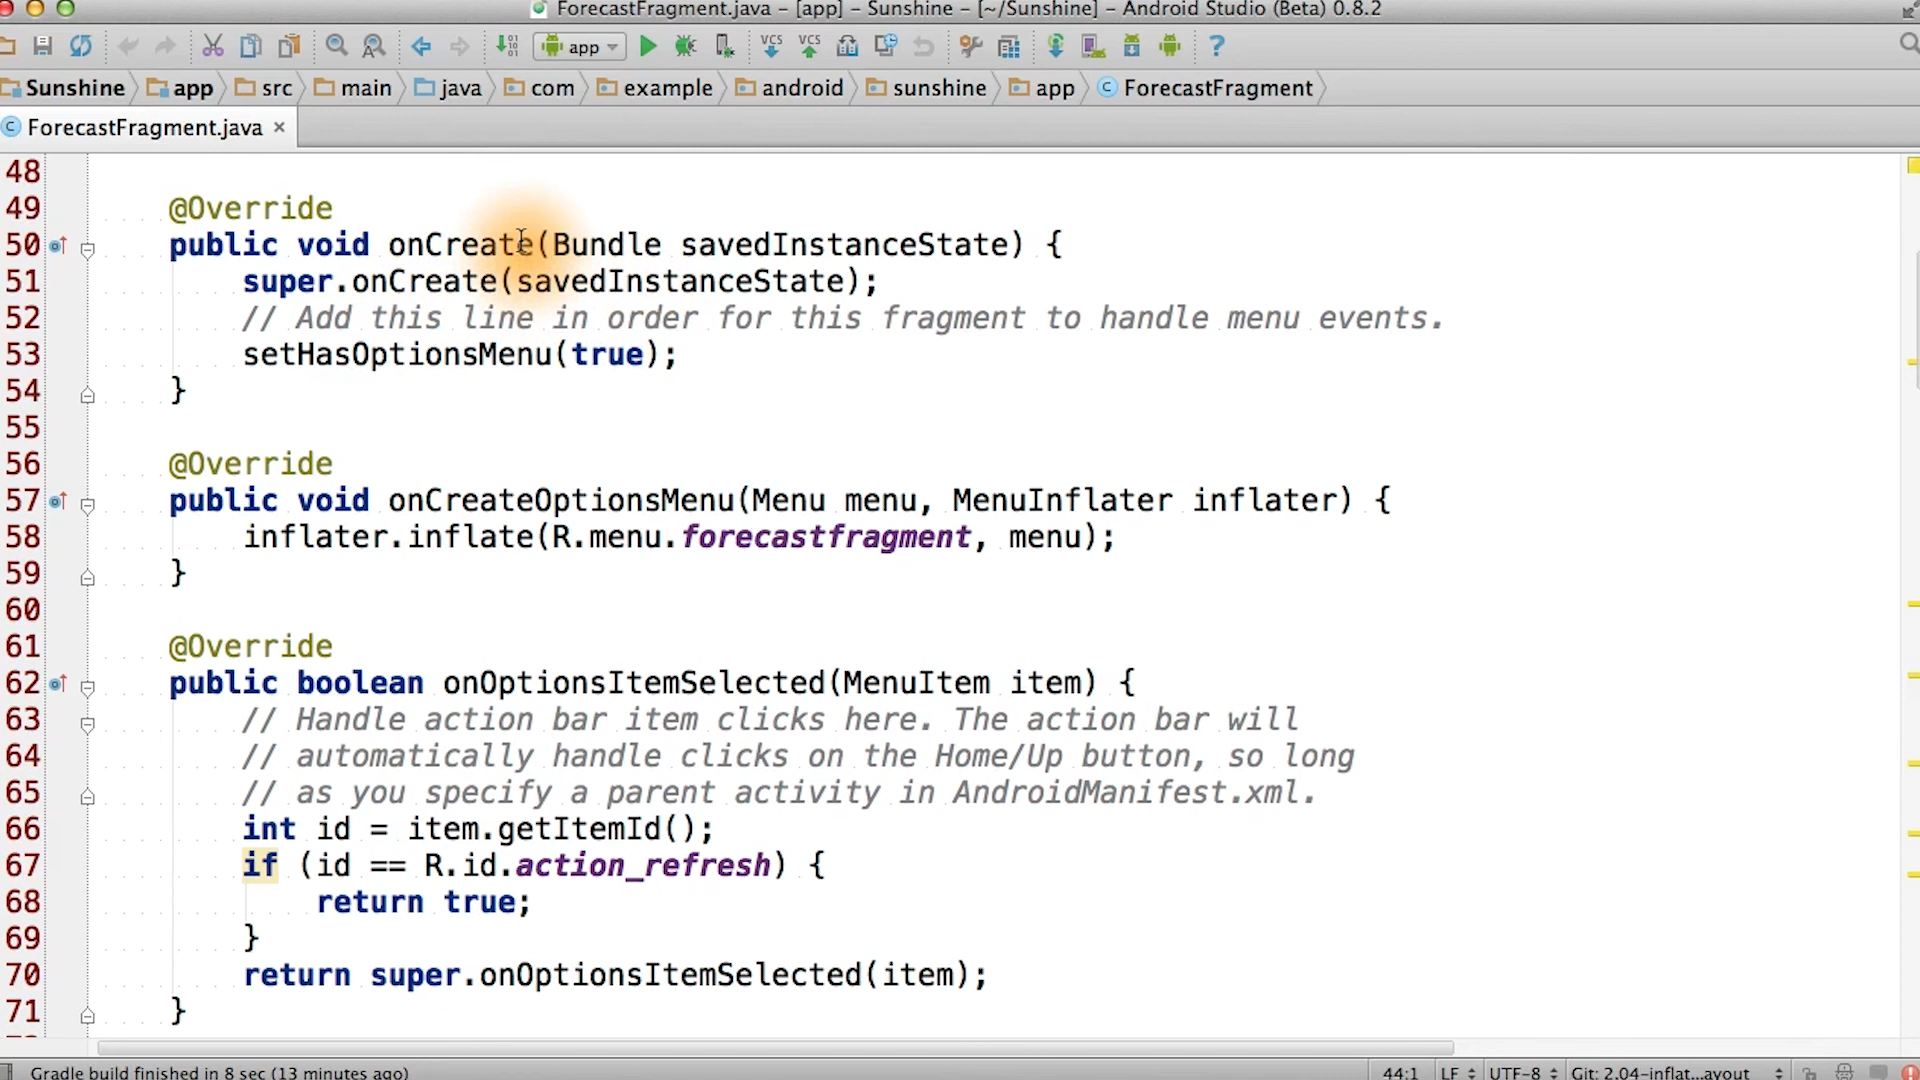 ForecastFragment.java - [app] - Sunshine - [~/Sunshine] - Android Studio (Beta) 0.8.2
app
VCS VCS
?
Sunshine app src main java com example android sunshine app ForecastFragment
ForecastFragment.java ×
48
49 @Override
50 public void onCreate(Bundle savedInstanceState) {
51 super.onCreate(savedInstanceState);
52 // Add this line in order for this fragment to handle menu events.
53 setHasOptionsMenu(true);
54 }
55
56 @Override
57 public void onCreateOptionsMenu(Menu menu, MenuInflater inflater) {
58 inflater.inflate(R.menu.forecastfragment, menu);
59 }
60
61 @Override
62 public boolean onOptionsItemSelected(MenuItem item) {
63 // Handle action bar item clicks here. The action bar will
64 // automatically handle clicks on the Home/Up button, so long
65 // as you specify a parent activity in AndroidManifest.xml.
66 int id = item.getItemId();
67 if (id == R.id.action_refresh) {
68 return true;
69 }
70 return super.onOptionsItemSelected(item);
71 }
Gradle build finished in 8 sec (13 minutes ago) 44:1 LF UTF-8 Git: 2.04-inflat...ayout